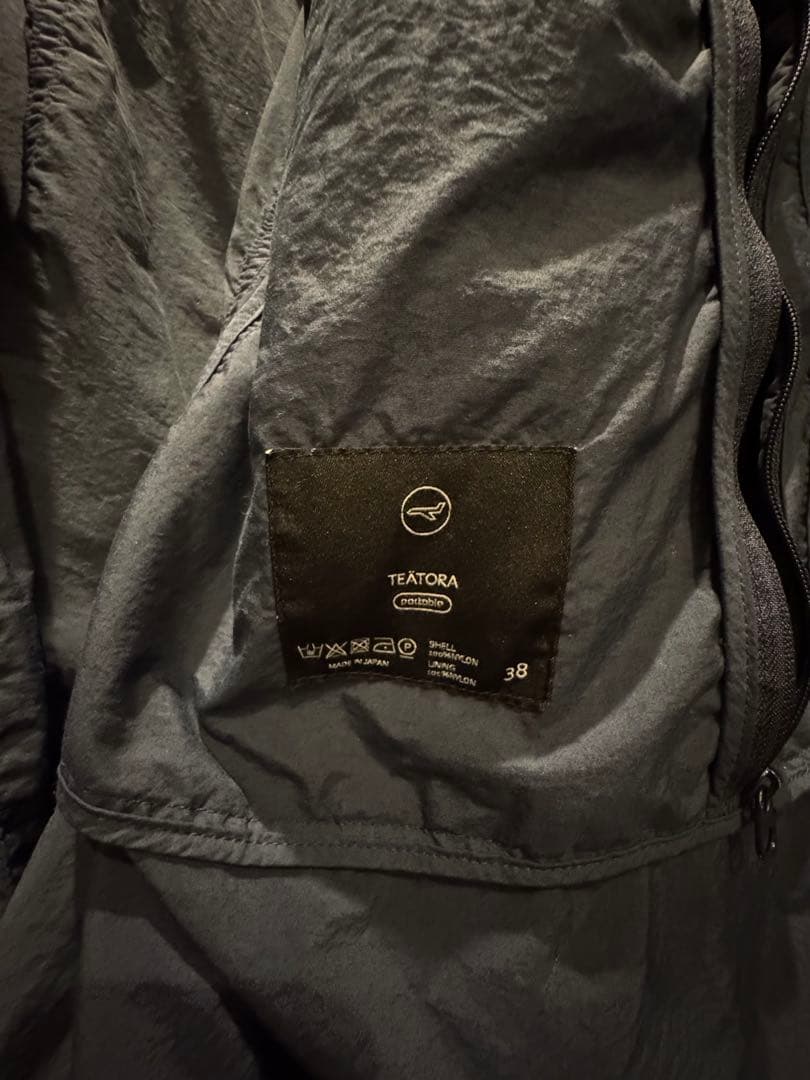 TEÄTORA
packable
MADE IN JAPAN
SHELL
100%NYLON
LINING
100%NYLON
38